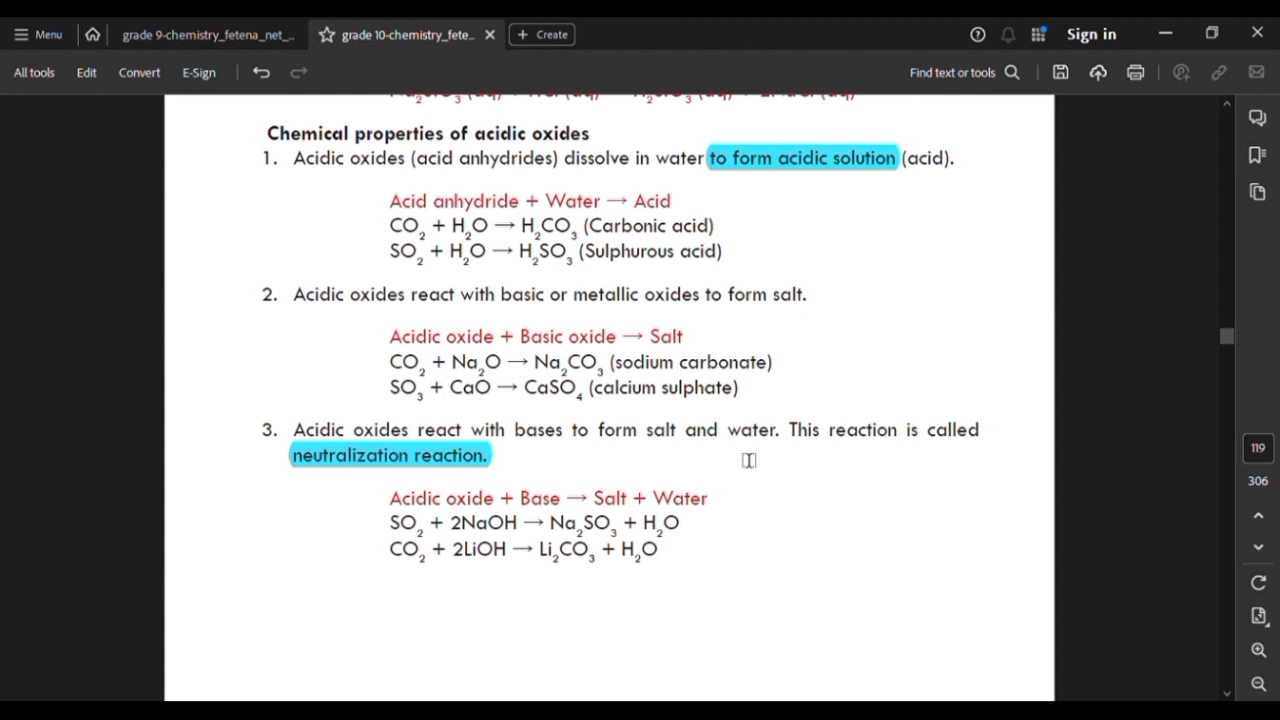 Menu grade 9-chemistry_fetena_net_... grade 10-chemistry_fete... + Create Sign in
All tools Edit Convert E-Sign Find text or tools
Chemical properties of acidic oxides
1. Acidic oxides (acid anhydrides) dissolve in water to form acidic solution (acid).
Acid anhydride + Water → Acid
CO₂ + H₂O → H₂CO₃ (Carbonic acid)
SO₂ + H₂O → H₂SO₃ (Sulphurous acid)
2. Acidic oxides react with basic or metallic oxides to form salt.
Acidic oxide + Basic oxide → Salt
CO₂ + Na₂O → Na₂CO₃ (sodium carbonate)
SO₃ + CaO → CaSO₄ (calcium sulphate)
3. Acidic oxides react with bases to form salt and water. This reaction is called
neutralization reaction.
119
306
Acidic oxide + Base → Salt + Water
SO₂ + 2NaOH → Na₂SO₃ + H₂O
CO₂ + 2LiOH → Li₂CO₃ + H₂O